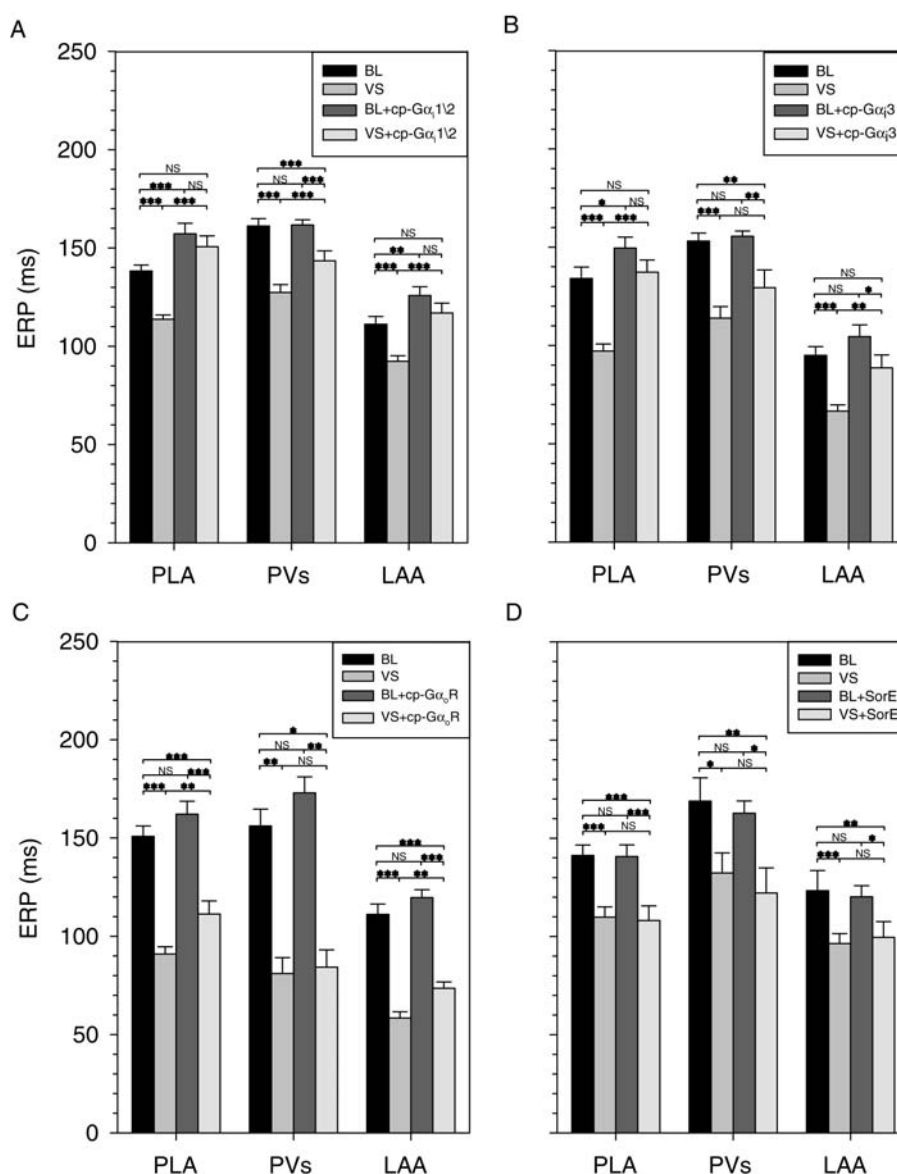 A
B
250
200
150
100
50
0
ERP (ms)
BL
VS
BL+cp-Gαi1\2
VS+cp-Gαi1\2
NS
*** NS
*** ***
***
NS ***
*** ***
NS
** NS
*** ***
PLA PVs LAA
BL
VS
BL+cp-Gαi3
VS+cp-Gαi3
NS
* NS
*** ***
**
NS **
*** NS
NS
NS *
*** **
PLA PVs LAA
C
D
250
200
150
100
50
0
ERP (ms)
BL
VS
BL+cp-GαoR
VS+cp-GαoR
***
NS ***
*** **
*
NS **
** NS
***
NS ***
*** **
PLA PVs LAA
BL
VS
BL+SorE
VS+SorE
***
NS ***
*** NS
**
NS *
* NS
**
NS *
*** NS
PLA PVs LAA